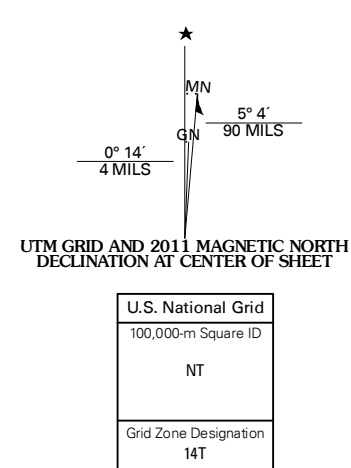 ★
MN
GN
5° 4´
90 MILS
0° 14´
4 MILS
UTM GRID AND 2011 MAGNETIC NORTH
DECLINATION AT CENTER OF SHEET
U.S. National Grid
100,000-m Square ID
NT
Grid Zone Designation
14T